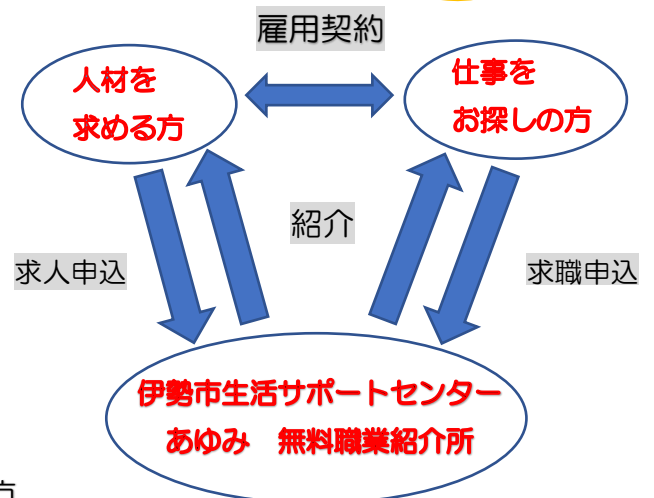 雇用契約
人材を
求める方
仕事を
お探しの方
紹介
求人申込
求職申込
伊勢市生活サポートセンター
あゆみ　無料職業紹介所